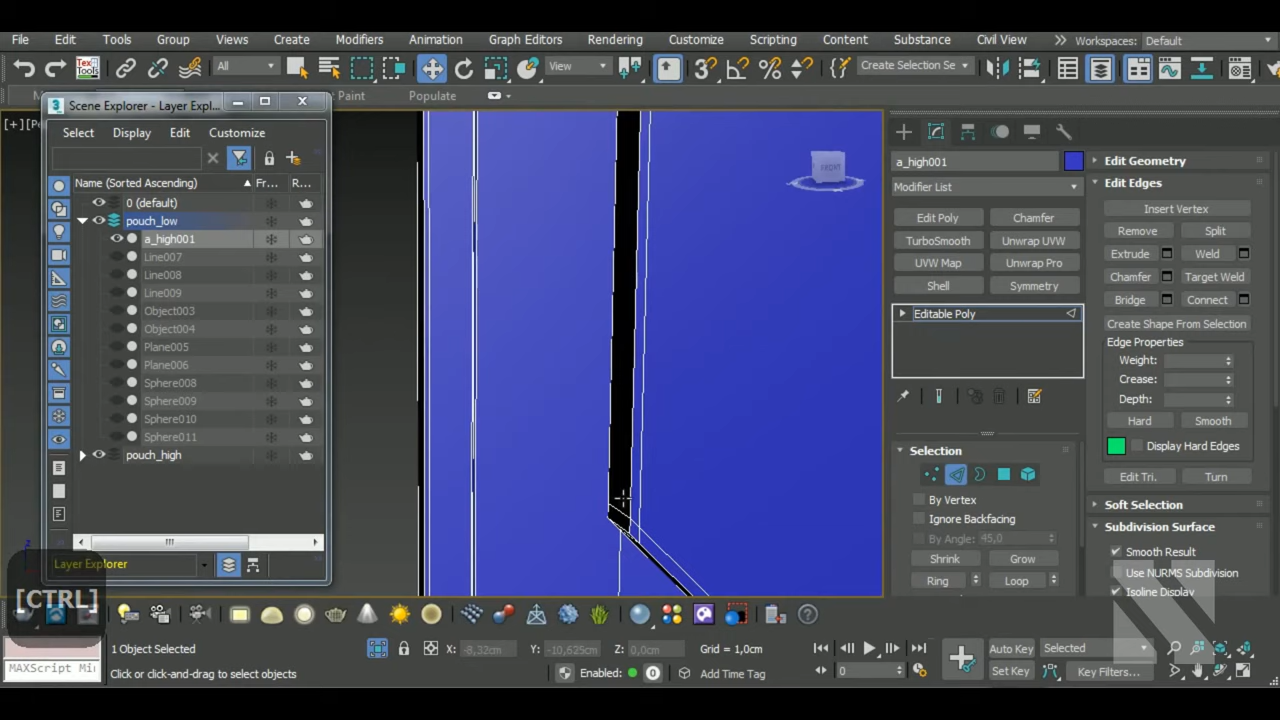 File Edit Tools Group Views Create Modifiers Animation Graph Editors Rendering Customize Scripting Content Substance Civil View Workspaces: Default
Text Tools All View Create Selection Se
Paint Populate
Scene Explorer - Layer Expl...
[+]
Select Display Edit Customize
Name (Sorted Ascending) Fr... R...
0 (default)
pouch_low
a_high001
Line007
Line008
Line009
Object003
Object004
Plane005
Plane006
Sphere008
Sphere009
Sphere010
Sphere011
pouch_high
Layer Explorer
[CTRL]
FRONT
a_high001
Modifier List
Edit Poly Chamfer
TurboSmooth Unwrap UVW
UVW Map Unwrap Pro
Shell Symmetry
Editable Poly
Selection
By Vertex
Ignore Backfacing
By Angle: 45,0
Shrink Grow
Ring Loop
Edit Geometry
Edit Edges
Insert Vertex
Remove Split
Extrude Weld
Chamfer Target Weld
Bridge Connect
Create Shape From Selection
Edge Properties
Weight:
Crease:
Depth:
Hard Smooth
Display Hard Edges
Edit Tri. Turn
Soft Selection
Subdivision Surface
Smooth Result
Use NURMS Subdivision
Isoline Display
1 Object Selected X: -8,32cm Y: -10,625cm Z: 0,0cm Grid = 1,0cm Auto Key Selected
MAXScript Mi Click or click-and-drag to select objects Enabled: 0 Add Time Tag 0 Set Key Key Filters...